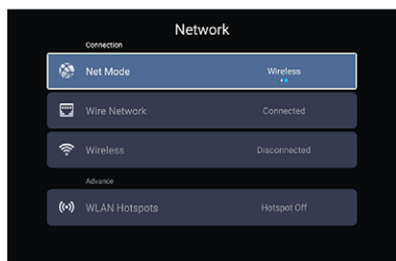 Network
Connection
Net Mode Wireless
Wire Network Connected
Wireless Disconnected
Advance
WLAN Hotspots Hotspot Off